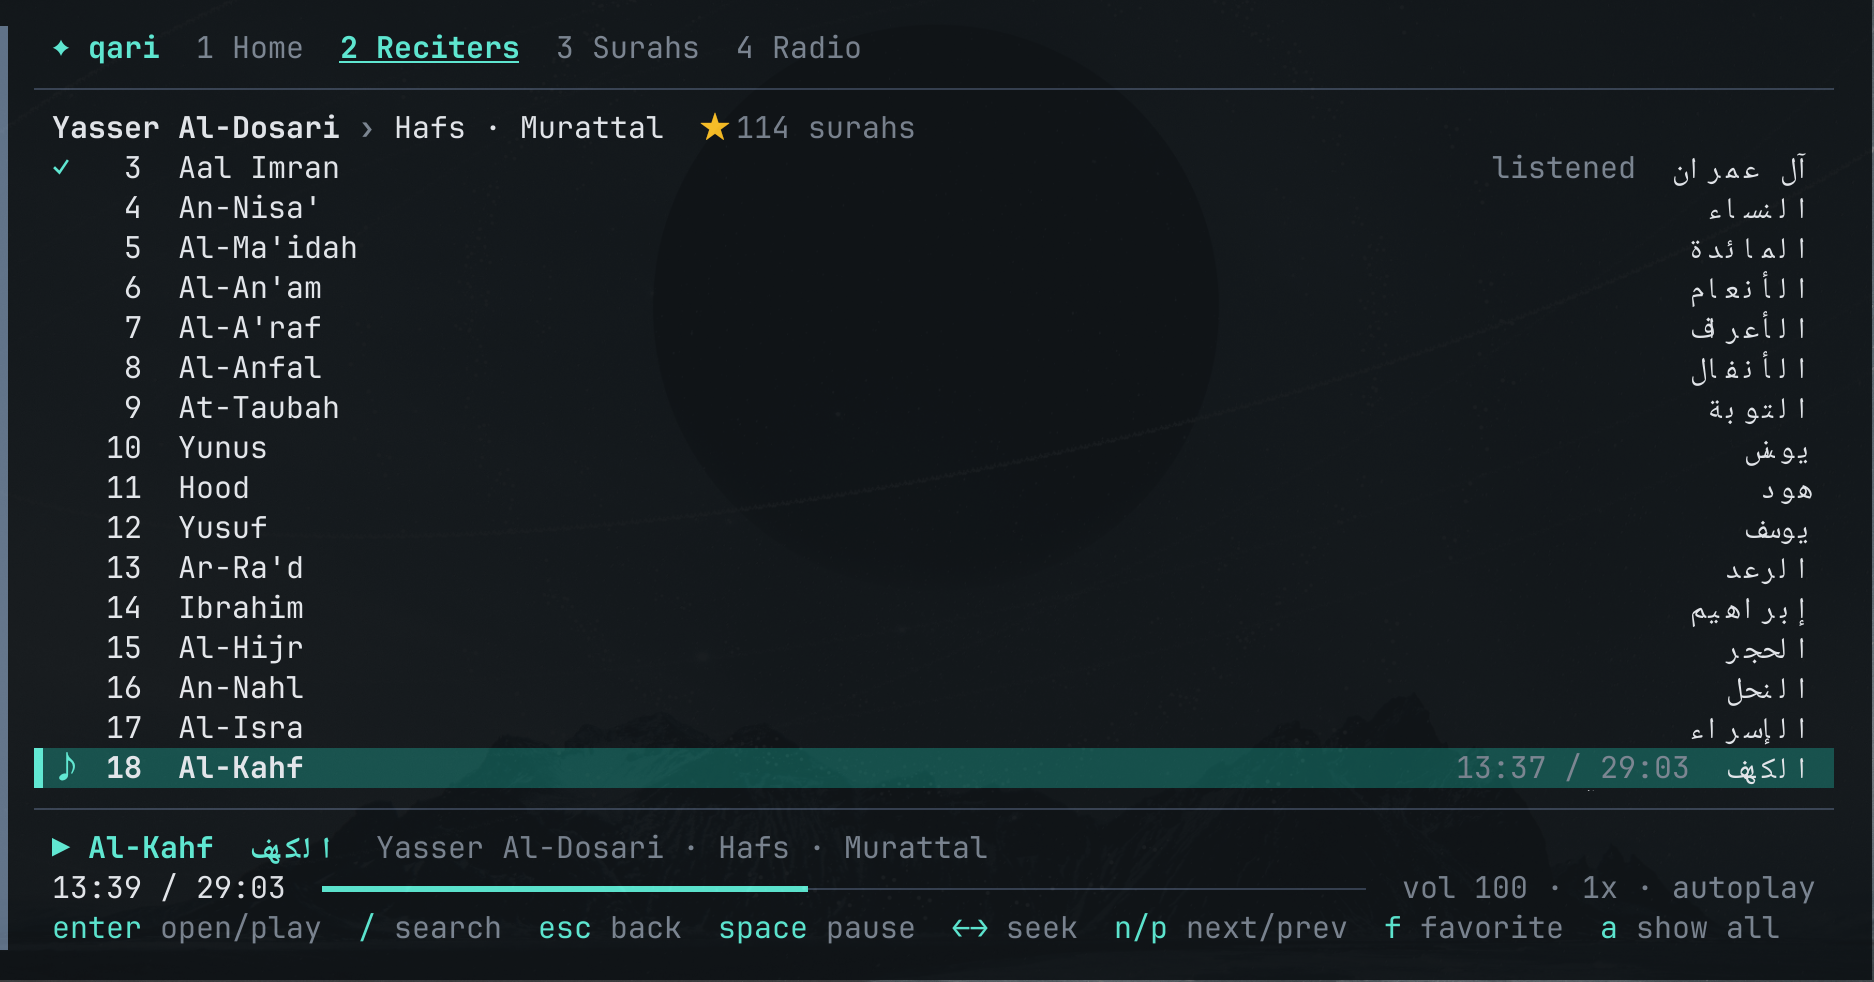 ✦ qari 1 Home 2 Reciters 3 Surahs 4 Radio
Yasser Al-Dosari › Hafs · Murattal ★ 114 surahs
✓ 3 Aal Imran listened آل عمران
4 An-Nisa' النساء
5 Al-Ma'idah المائدة
6 Al-An'am الأنعام
7 Al-A'raf الأعراف
8 Al-Anfal الأنفال
9 At-Taubah التوبة
10 Yunus يونس
11 Hood هود
12 Yusuf يوسف
13 Ar-Ra'd الرعد
14 Ibrahim إبراهيم
15 Al-Hijr الحجر
16 An-Nahl النحل
17 Al-Isra الإسراء
♪ 18 Al-Kahf 13:37 / 29:03 الكهف
▶ Al-Kahf الكهف Yasser Al-Dosari · Hafs · Murattal
13:39 / 29:03 vol 100 · 1x · autoplay
enter open/play / search esc back space pause ←→ seek n/p next/prev f favorite a show all